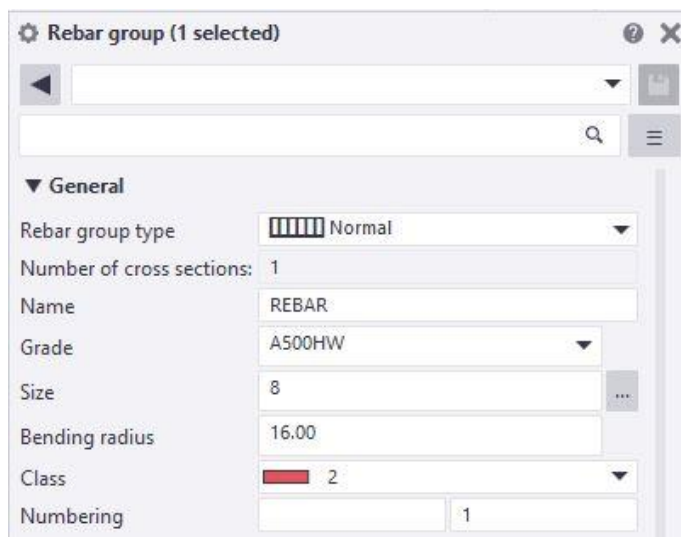 Rebar group (1 selected)
General
Rebar group type Normal
Number of cross sections: 1
Name REBAR
Grade A500HW
Size 8 ...
Bending radius 16.00
Class 2
Numbering 1